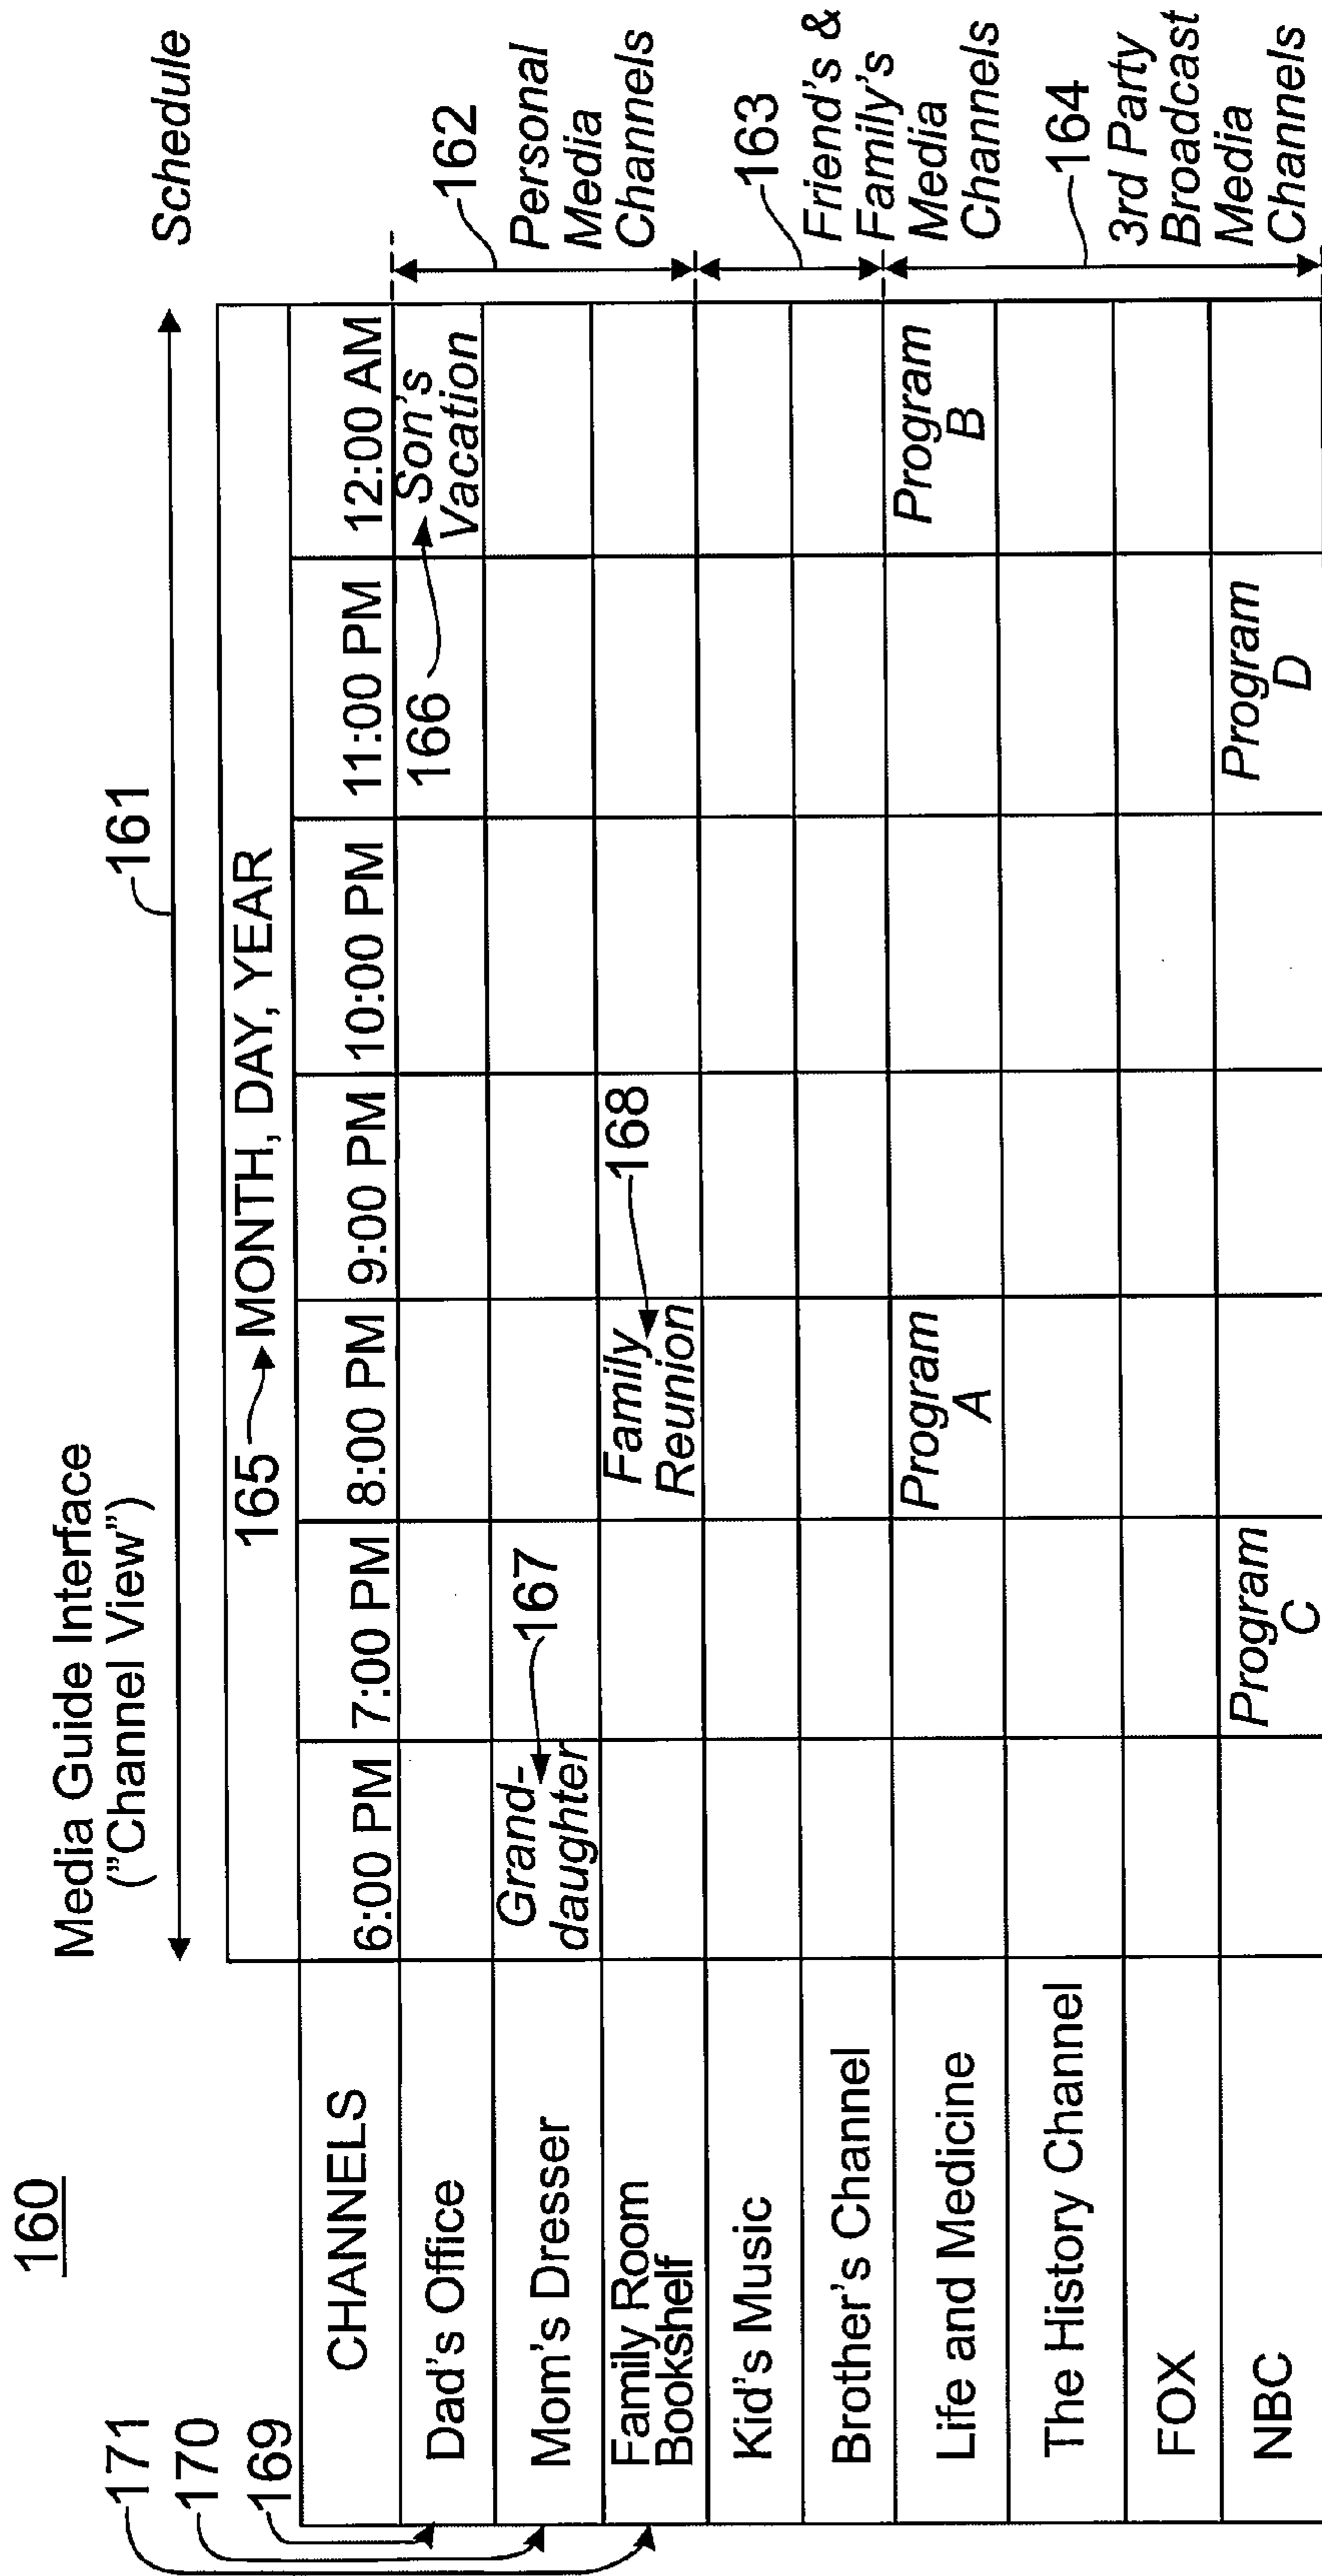 160
Media Guide Interface
("Channel View")
161
Schedule
165 MONTH, DAY, YEAR
171
170
169
CHANNELS 6:00 PM 7:00 PM 8:00 PM 9:00 PM 10:00 PM 11:00 PM 12:00 AM
Dad's Office 166 Son's
Vacation
162
Mom's Dresser Grand-
daughter 167
Personal
Media
Channels
Family Room
Bookshelf
Family
Reunion 168
Kid's Music
163
Brother's Channel
Friend's &
Family's
Media
Channels
Life and Medicine Program
A
Program
B
The History Channel
164
FOX
3rd Party
Broadcast
Media
Channels
NBC Program
C
Program
D